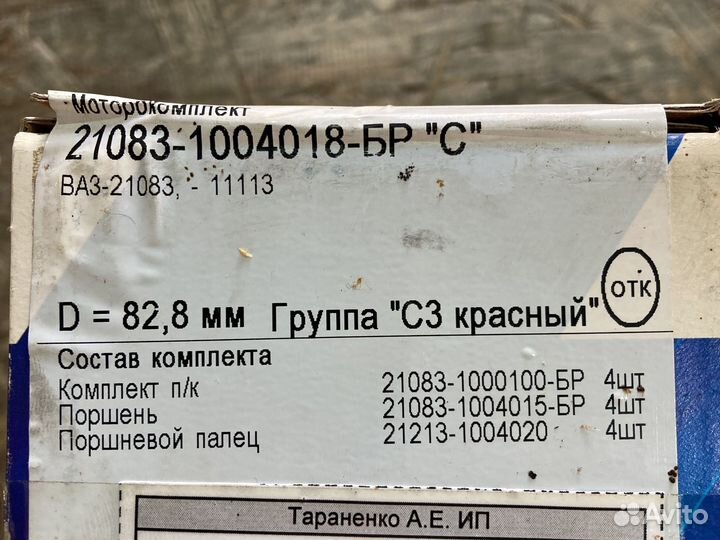 Моторокомплект
21083-1004018-БР "С"
ВАЗ-21083, - 11113
D = 82,8 мм Группа "С3 красный"
ОТК
Состав комплекта
Комплект п/к 21083-1000100-БР 4шт
Поршень 21083-1004015-БР 4шт
Поршневой палец 21213-1004020 4шт
Тараненко А.Е. ИП
Avito